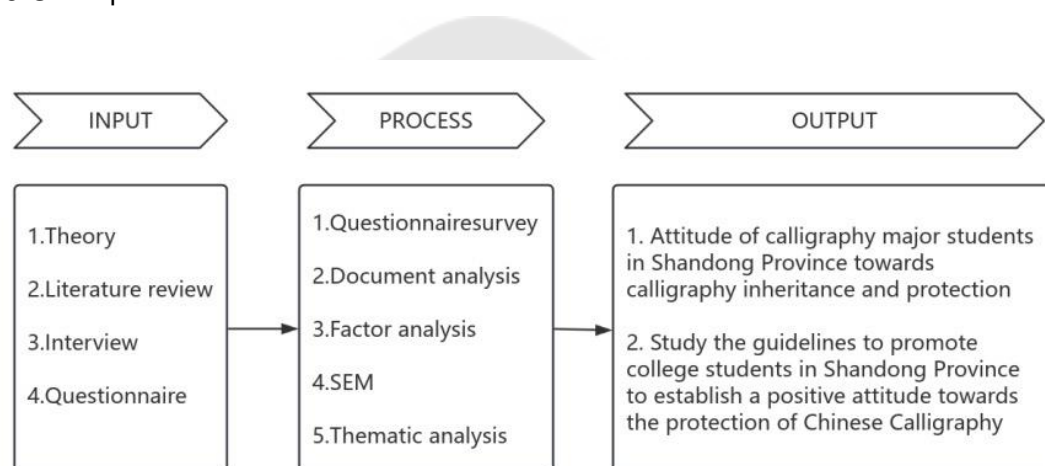 INPUT
PROCESS
OUTPUT
1.Theory
2.Literature review
3.Interview
4.Questionnaire
1.Questionnairesurvey
2.Document analysis
3.Factor analysis
4.SEM
5.Thematic analysis
1. Attitude of calligraphy major students
in Shandong Province towards
calligraphy inheritance and protection
2. Study the guidelines to promote
college students in Shandong Province
to establish a positive attitude towards
the protection of Chinese Calligraphy